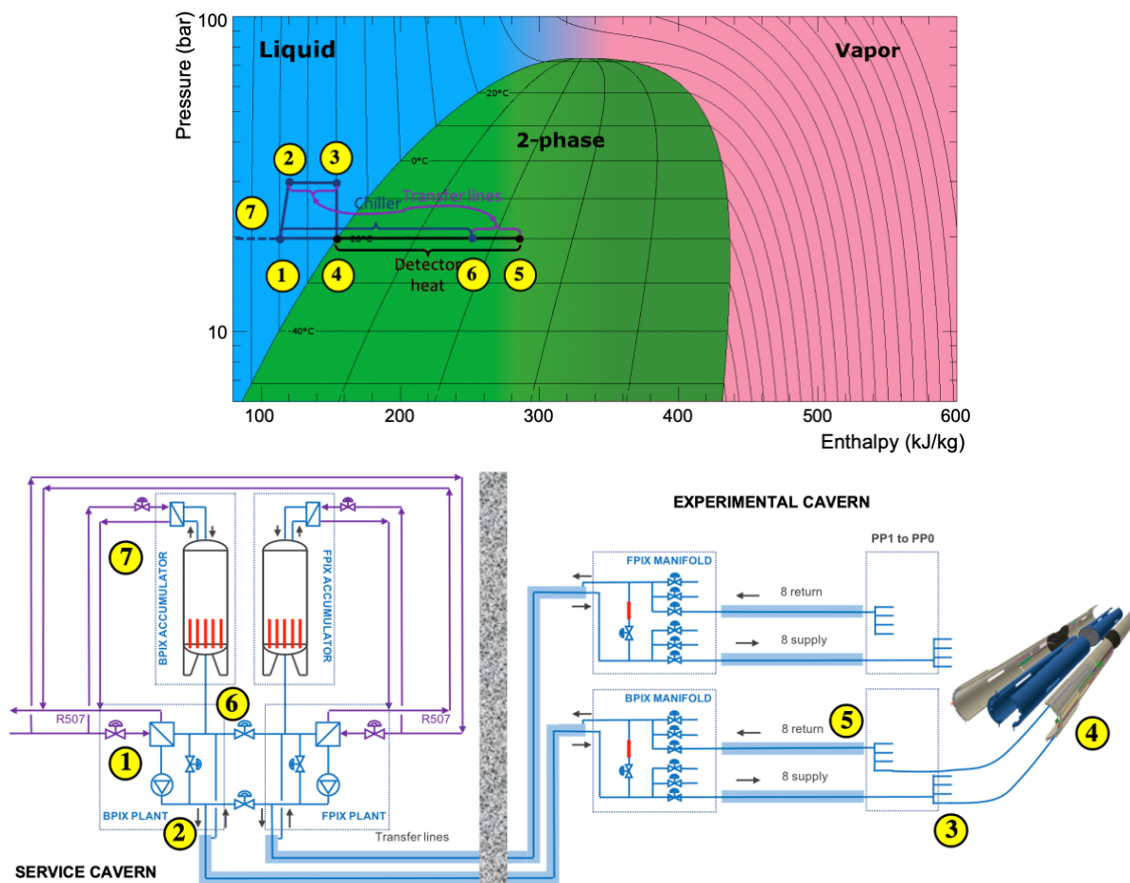 Pressure (bar)
100
10
Liquid
Vapor
2-phase
20°C
0°C
2
3
Transfer lines
Chiller
7
-20°C
1
4
Detector
heat
6
5
-40°C
100
200
300
400
500
600
Enthalpy (kJ/kg)
EXPERIMENTAL CAVERN
BPIX ACCUMULATOR
FPIX ACCUMULATOR
7
FPIX MANIFOLD
PP1 to PP0
8 return
8 supply
6
R507
R507
1
BPIX MANIFOLD
5
8 return
4
8 supply
BPIX PLANT
FPIX PLANT
2
3
Transfer lines
SERVICE CAVERN